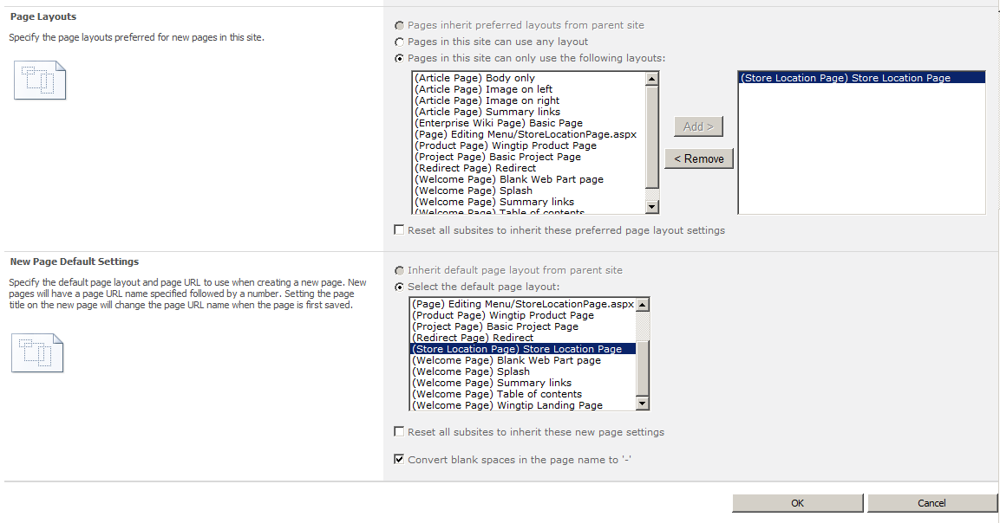 Page Layouts
Specify the page layouts preferred for new pages in this site.
Pages inherit preferred layouts from parent site
Pages in this site can use any layout
Pages in this site can only use the following layouts:
(Article Page) Body only
(Article Page) Image on left
(Article Page) Image on right
(Article Page) Summary links
(Enterprise Wiki Page) Basic Page
(Page) Editing Menu/StoreLocationPage.aspx
(Product Page) Wingtip Product Page
(Project Page) Basic Project Page
(Redirect Page) Redirect
(Welcome Page) Blank Web Part page
(Welcome Page) Splash
(Welcome Page) Summary links
(Welcome Page) Table of contents
Add >
< Remove
(Store Location Page) Store Location Page
Reset all subsites to inherit these preferred page layout settings
New Page Default Settings
Specify the default page layout and page URL to use when creating a new page. New
pages will have a page URL name specified followed by a number. Setting the page
title on the new page will change the page URL name when the page is first saved.
Inherit default page layout from parent site
Select the default page layout:
(Page) Editing Menu/StoreLocationPage.aspx
(Product Page) Wingtip Product Page
(Project Page) Basic Project Page
(Redirect Page) Redirect
(Store Location Page) Store Location Page
(Welcome Page) Blank Web Part page
(Welcome Page) Splash
(Welcome Page) Summary links
(Welcome Page) Table of contents
(Welcome Page) Wingtip Landing Page
Reset all subsites to inherit these new page settings
Convert blank spaces in the page name to '-'
OK
Cancel